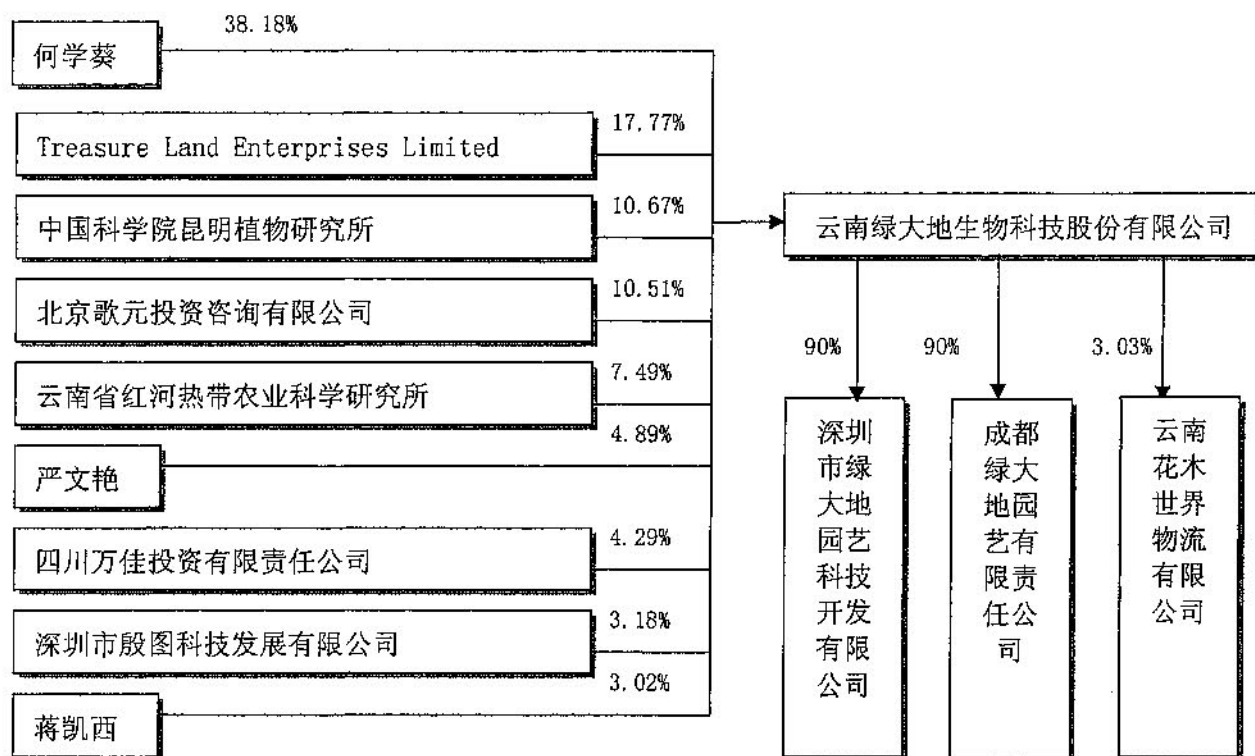 38.18%
何学葵
17.77%
Treasure Land Enterprises Limited
10.67%
中国科学院昆明植物研究所
10.51%
北京歌元投资咨询有限公司
7.49%
云南省红河热带农业科学研究所
4.89%
严文艳
4.29%
四川万佳投资有限责任公司
3.18%
深圳市殷图科技发展有限公司
3.02%
蒋凯西
云南绿大地生物科技股份有限公司
90%
90%
3.03%
深圳
市绿
大地
园艺
科技
开发
有限
公司
成都
绿大
地园
艺有
限责
任公
司
云南
花木
世界
物流
有限
公司